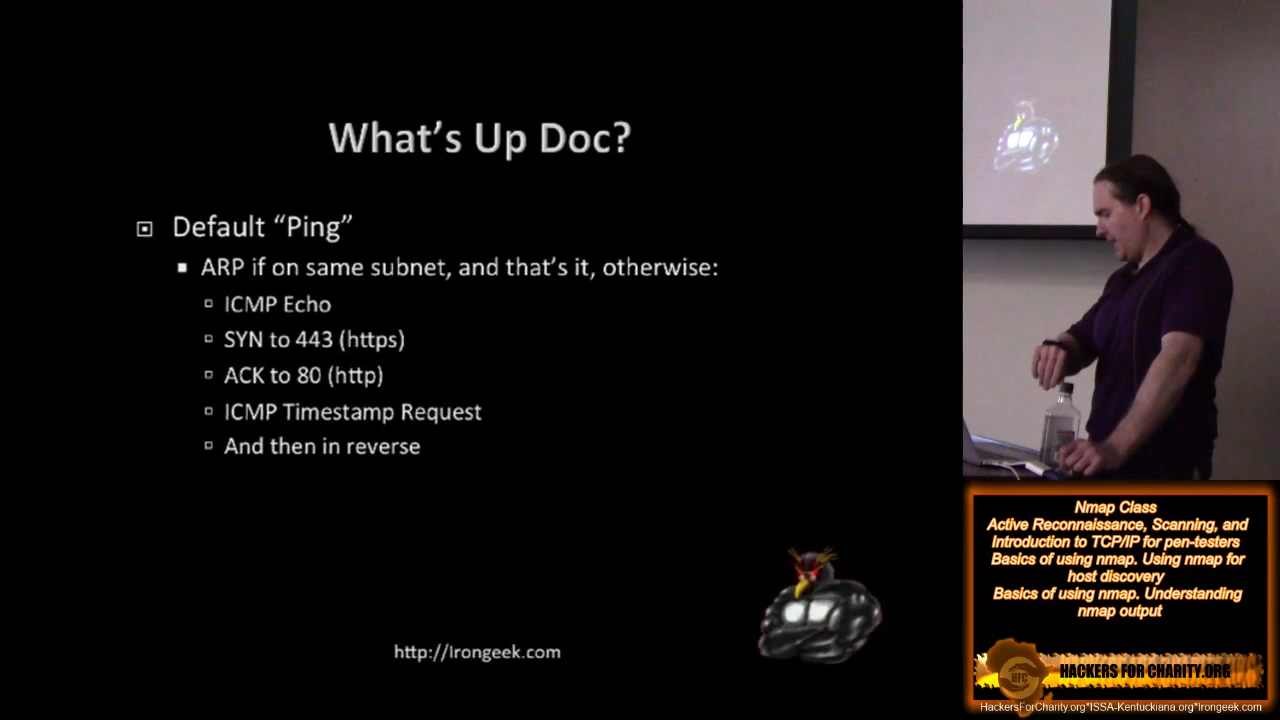 What's Up Doc?
Default “Ping”
ARP if on same subnet, and that's it, otherwise:
ICMP Echo
SYN to 443 (https)
ACK to 80 (http)
ICMP Timestamp Request
And then in reverse
http://Irongeek.com
Nmap Class
Active Reconnaissance, Scanning, and
Introduction to TCP/IP for pen-testers
Basics of using nmap. Using nmap for
host discovery
Basics of using nmap. Understanding
nmap output
HFC
HACKERS FOR CHARITY.ORG
HackersForCharity.org*ISSA-Kentuckiana.org*Irongeek.com